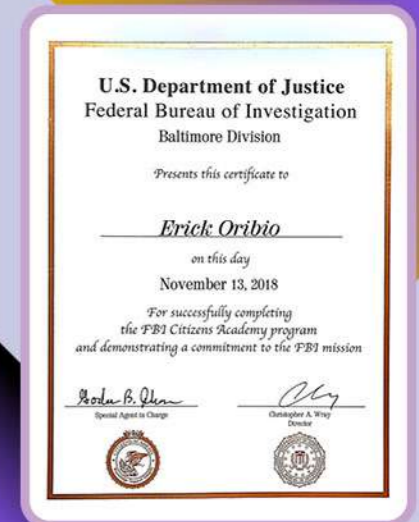 U.S. Department of Justice
Federal Bureau of Investigation
Baltimore Division
Presents this certificate to
Erick Oribio
on this day
November 13, 2018
For successfully completing
the FBI Citizens Academy program
and demonstrating a commitment to the FBI mission
Special Agent in Charge
Christopher A. Wray
Director